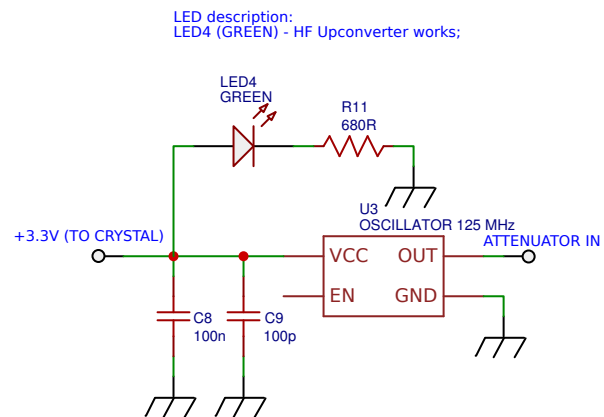 LED description:
LED4 (GREEN) - HF Upconverter works;
LED4
GREEN
R11
680R
U3
OSCILLATOR 125 MHz
+3.3V (TO CRYSTAL)
ATTENUATOR IN
VCC
OUT
EN
GND
C8
100n
C9
100p